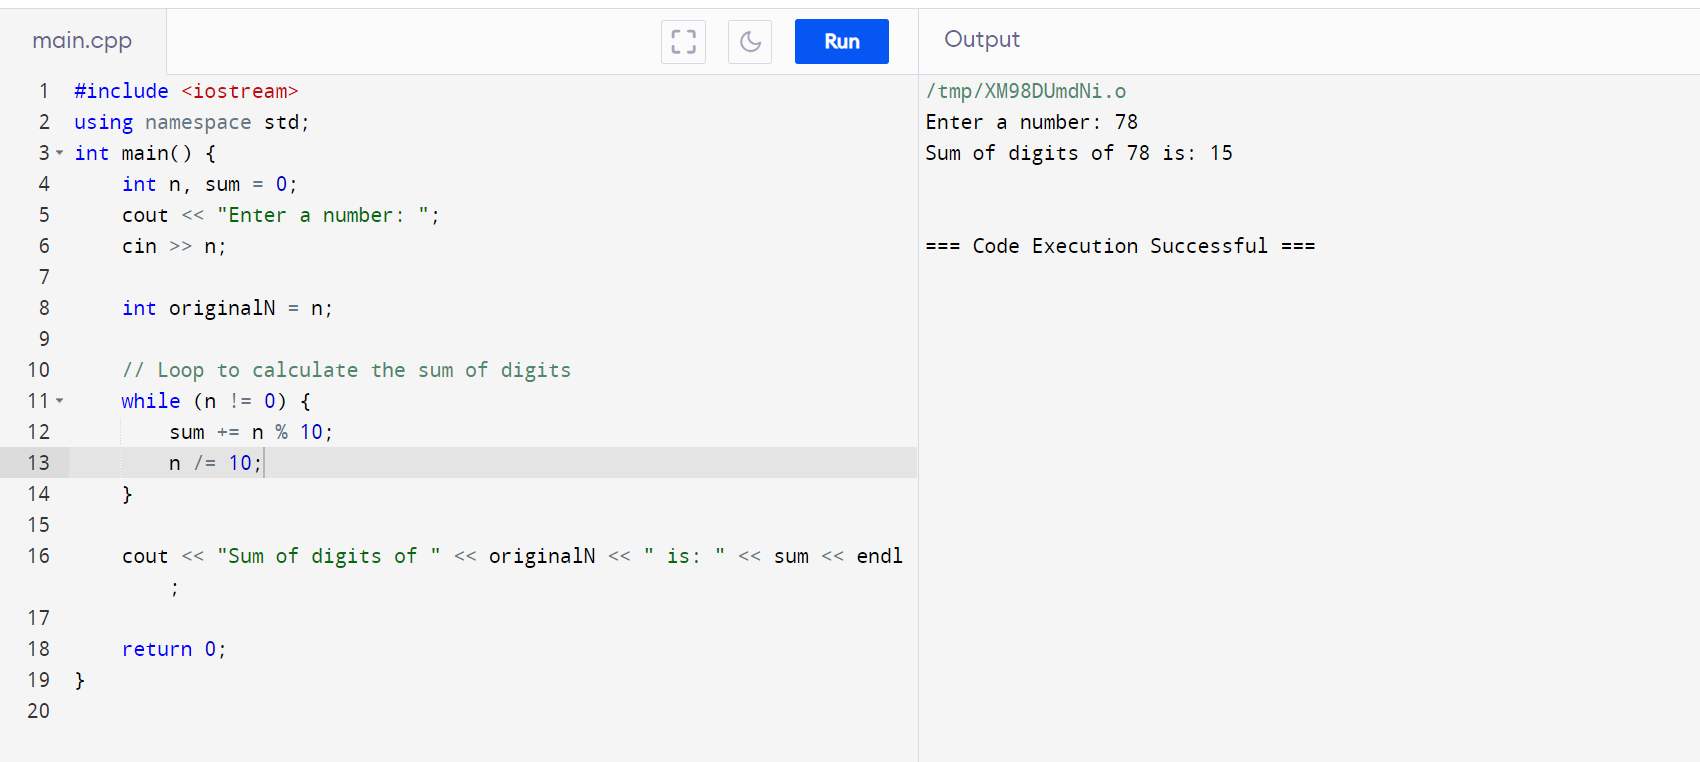 main.cpp
Run
Output
1 #include <iostream>
2 using namespace std;
3 int main() {
4     int n, sum = 0;
5     cout << "Enter a number: ";
6     cin >> n;
7
8     int originalN = n;
9
10     // Loop to calculate the sum of digits
11     while (n != 0) {
12         sum += n % 10;
13         n /= 10;
14     }
15
16     cout << "Sum of digits of " << originalN << " is: " << sum << endl
        ;
17
18     return 0;
19 }
20
/tmp/XM98DUmdNi.o
Enter a number: 78
Sum of digits of 78 is: 15
=== Code Execution Successful ===